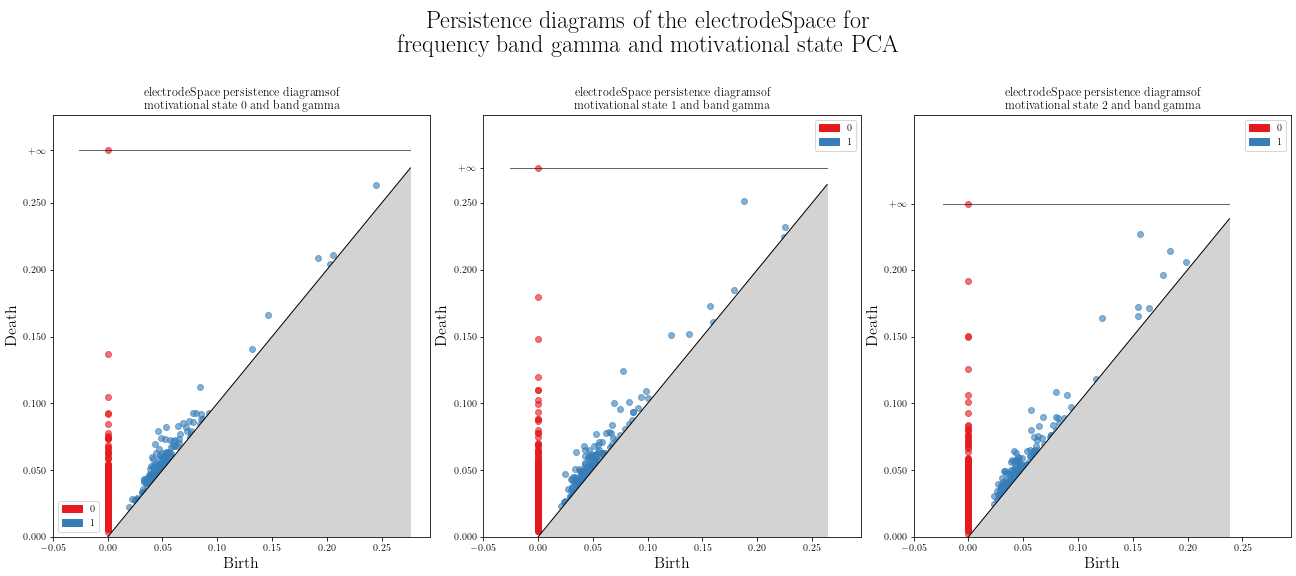 Persistence diagrams of the electrodeSpace for
frequency band gamma and motivational state PCA
electrodeSpace persistence diagramsof
motivational state 0 and band gamma
+∞
0.250
0.200
0.150
0.100
0.050
0.000
Death
0
1
−0.05 0.00 0.05 0.10 0.15 0.20 0.25
Birth
electrodeSpace persistence diagramsof
motivational state 1 and band gamma
0
1
+∞
0.250
0.200
0.150
0.100
0.050
0.000
Death
−0.05 0.00 0.05 0.10 0.15 0.20 0.25
Birth
electrodeSpace persistence diagramsof
motivational state 2 and band gamma
0
1
+∞
0.200
0.150
0.100
0.050
0.000
Death
−0.05 0.00 0.05 0.10 0.15 0.20 0.25
Birth